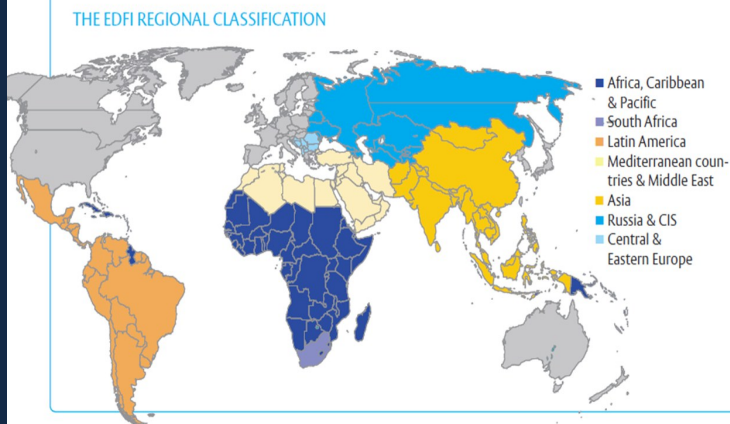 THE EDFI REGIONAL CLASSIFICATION
Africa, Caribbean
& Pacific
South Africa
Latin America
Mediterranean coun-
tries & Middle East
Asia
Russia & CIS
Central &
Eastern Europe